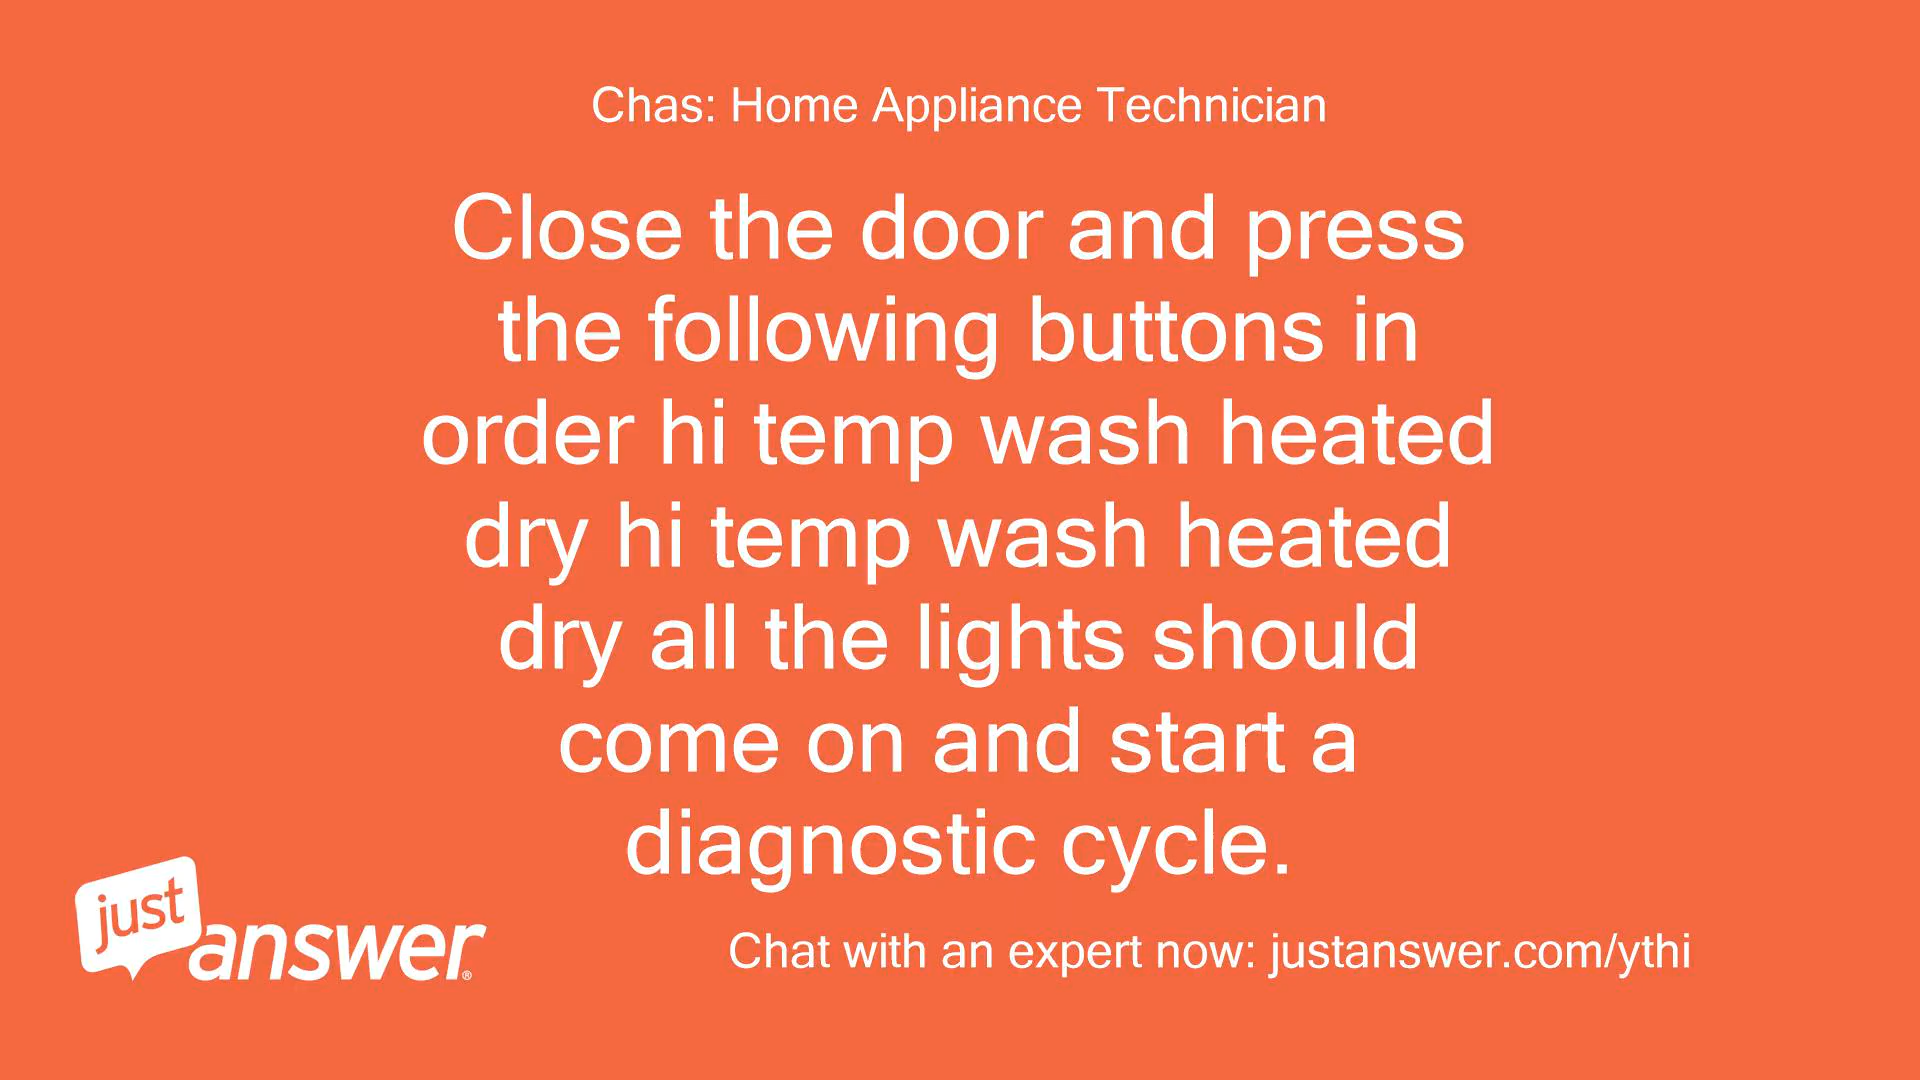 Chas: Home Appliance Technician
Close the door and press
the following buttons in
order hi temp wash heated
dry hi temp wash heated
dry all the lights should
come on and start a
diagnostic cycle.
just
answer®
Chat with an expert now: justanswer.com/ythi